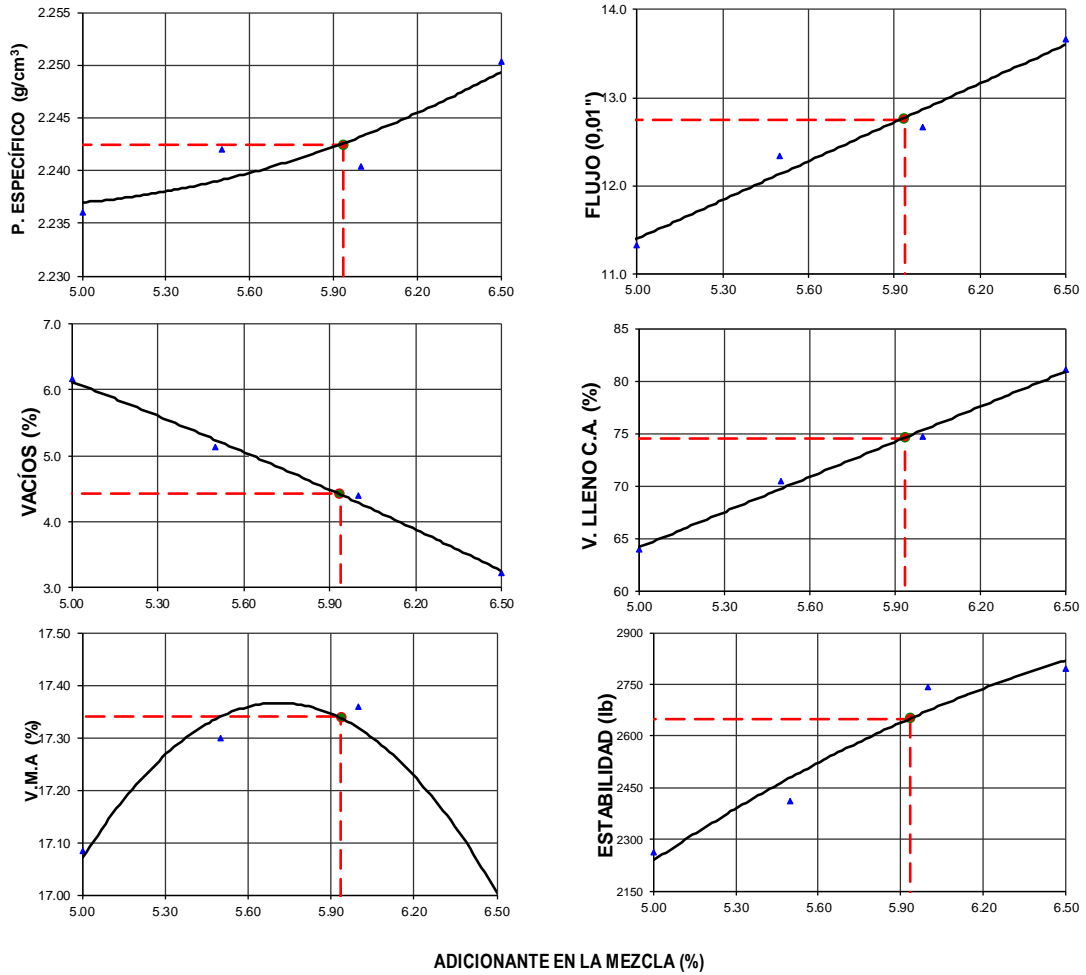 P. ESPECÍFICO (g/cm³)
2.255
2.250
2.245
2.240
2.235
2.230
5.00 5.30 5.60 5.90 6.20 6.50
FLUJO (0,01")
14.0
13.0
12.0
11.0
5.00 5.30 5.60 5.90 6.20 6.50
VACÍOS (%)
7.0
6.0
5.0
4.0
3.0
5.00 5.30 5.60 5.90 6.20 6.50
V. LLENO C.A. (%)
85
80
75
70
65
60
5.00 5.30 5.60 5.90 6.20 6.50
V.M.A (%)
17.50
17.40
17.30
17.20
17.10
17.00
5.00 5.30 5.60 5.90 6.20 6.50
ESTABILIDAD (lb)
2900
2750
2600
2450
2300
2150
5.00 5.30 5.60 5.90 6.20 6.50
ADICIONANTE EN LA MEZCLA (%)